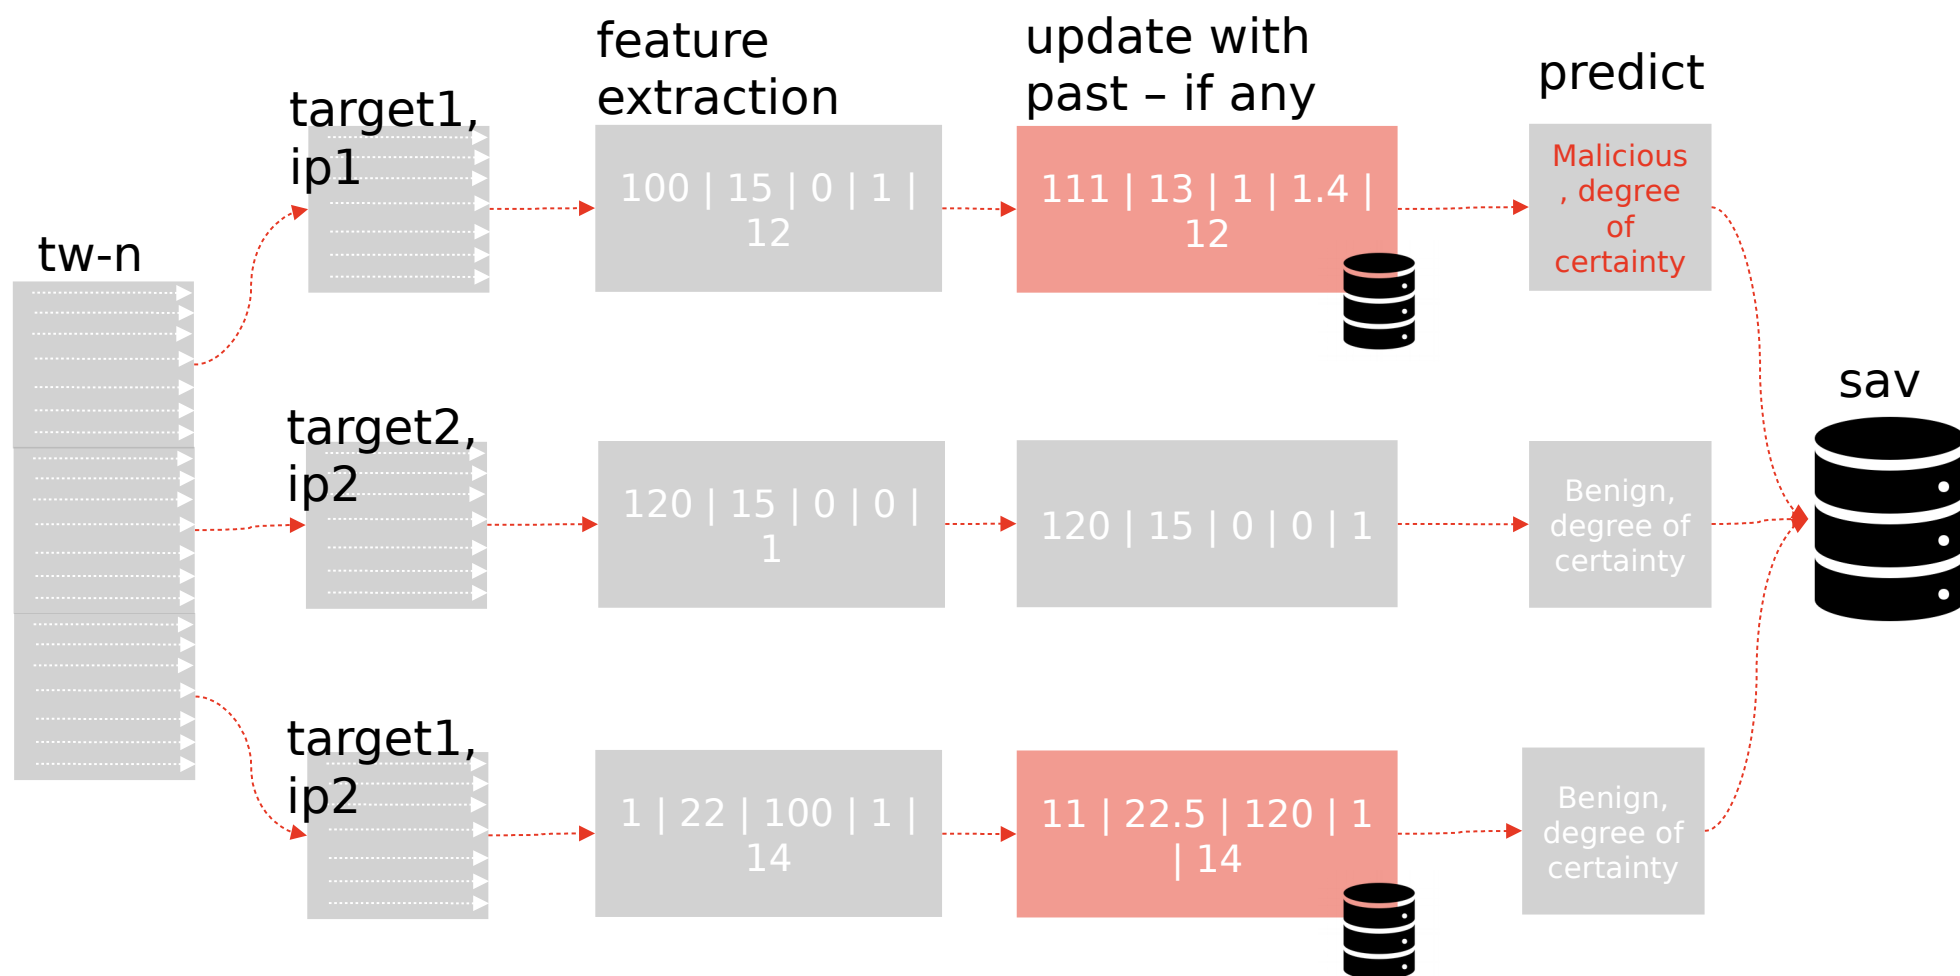 feature
extraction
update with
past – if any
predict
target1,
ip1
100 | 15 | 0 | 1 |
12
111 | 13 | 1 | 1.4 |
12
Malicious
, degree
of
certainty
tw-n
sav
target2,
ip2
120 | 15 | 0 | 0 |
1
120 | 15 | 0 | 0 | 1
Benign,
degree of
certainty
target1,
ip2
1 | 22 | 100 | 1 |
14
11 | 22.5 | 120 | 1
| 14
Benign,
degree of
certainty